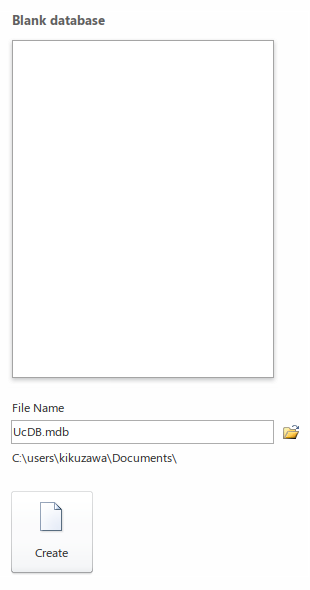 Blank database
File Name
UcDB.mdb
C:\users\kikuzawa\Documents\
Create